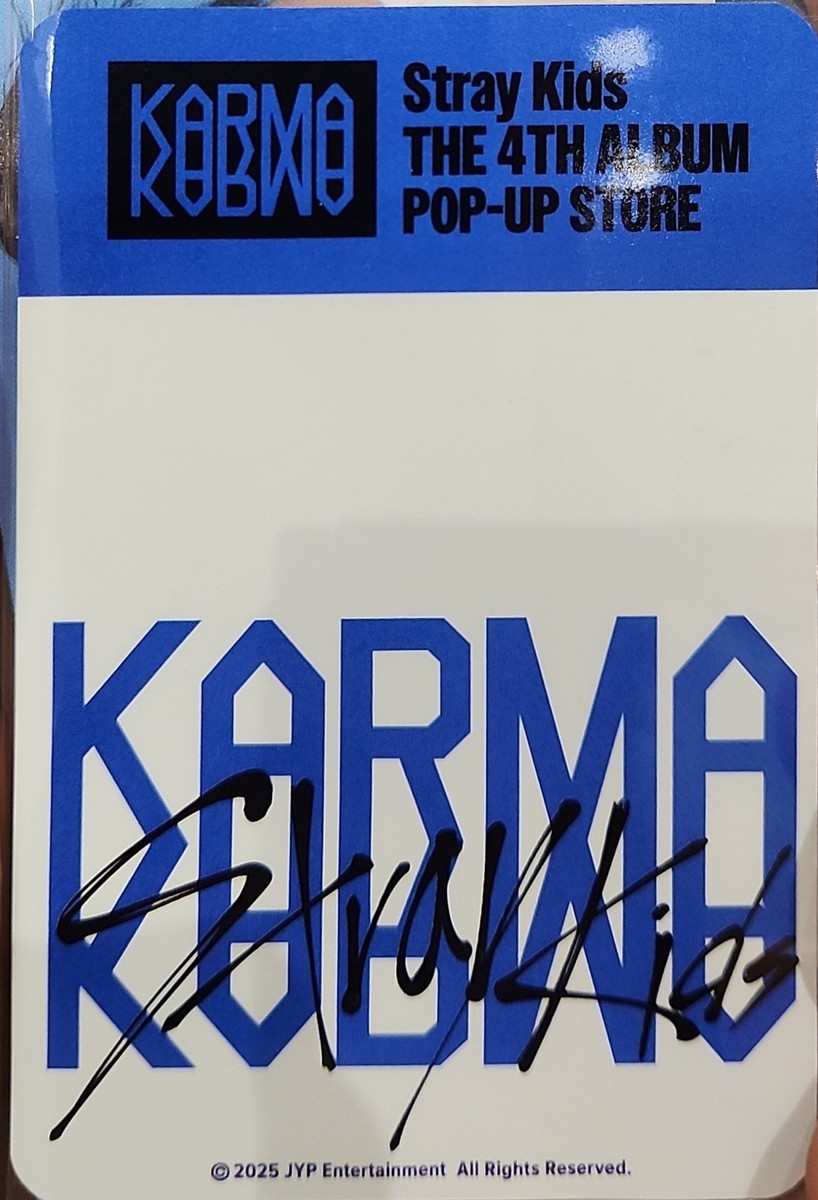 KARMA
Stray Kids
THE 4TH ALBUM
POP-UP STORE
KARMA
Stray Kids
© 2025 JYP Entertainment All Rights Reserved.